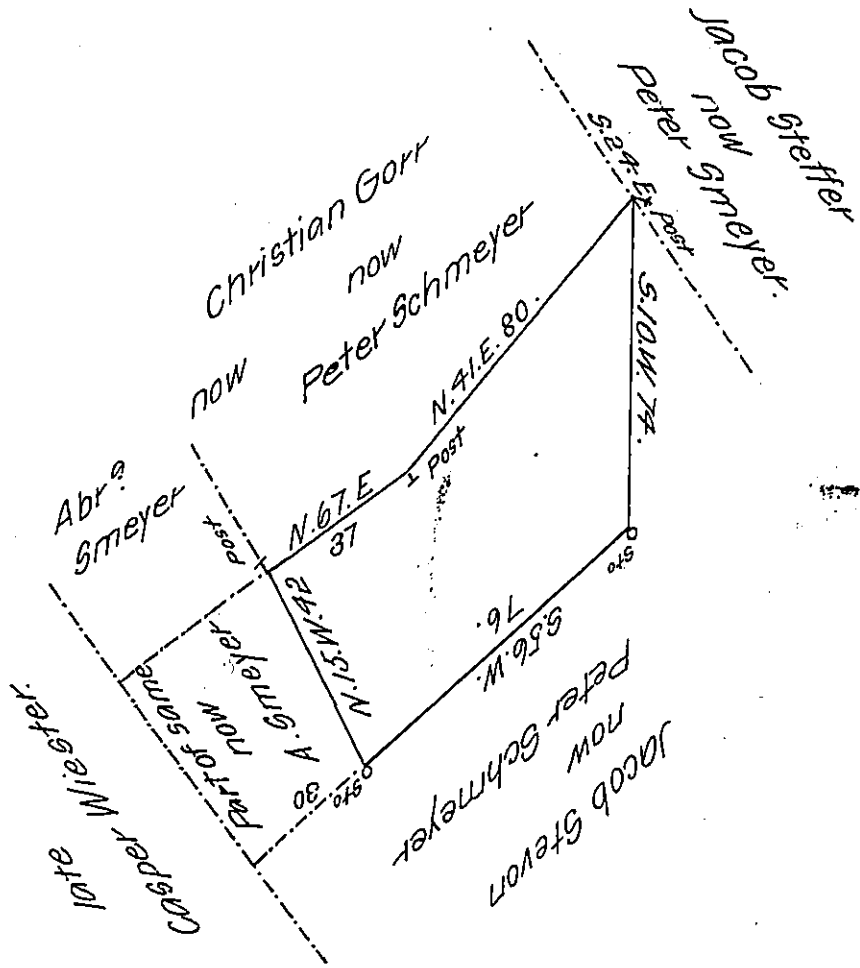 Jacob Steffer
now
Peter Smeyer.
S.24.E.
Post
Christian Gorr
now
Peter Schmeyer
now
Abr?
Smeyer
Post
N.67.E
37
Post
N.41.E. 80.
S.10.W. 74.
Sto
S.56.W.
76.
N.15.W. 42
Sto
30
Part of same
now
A. Smeyer
late
Casper Wiester.
Jacob Stevon
now
Peter Schmeyer